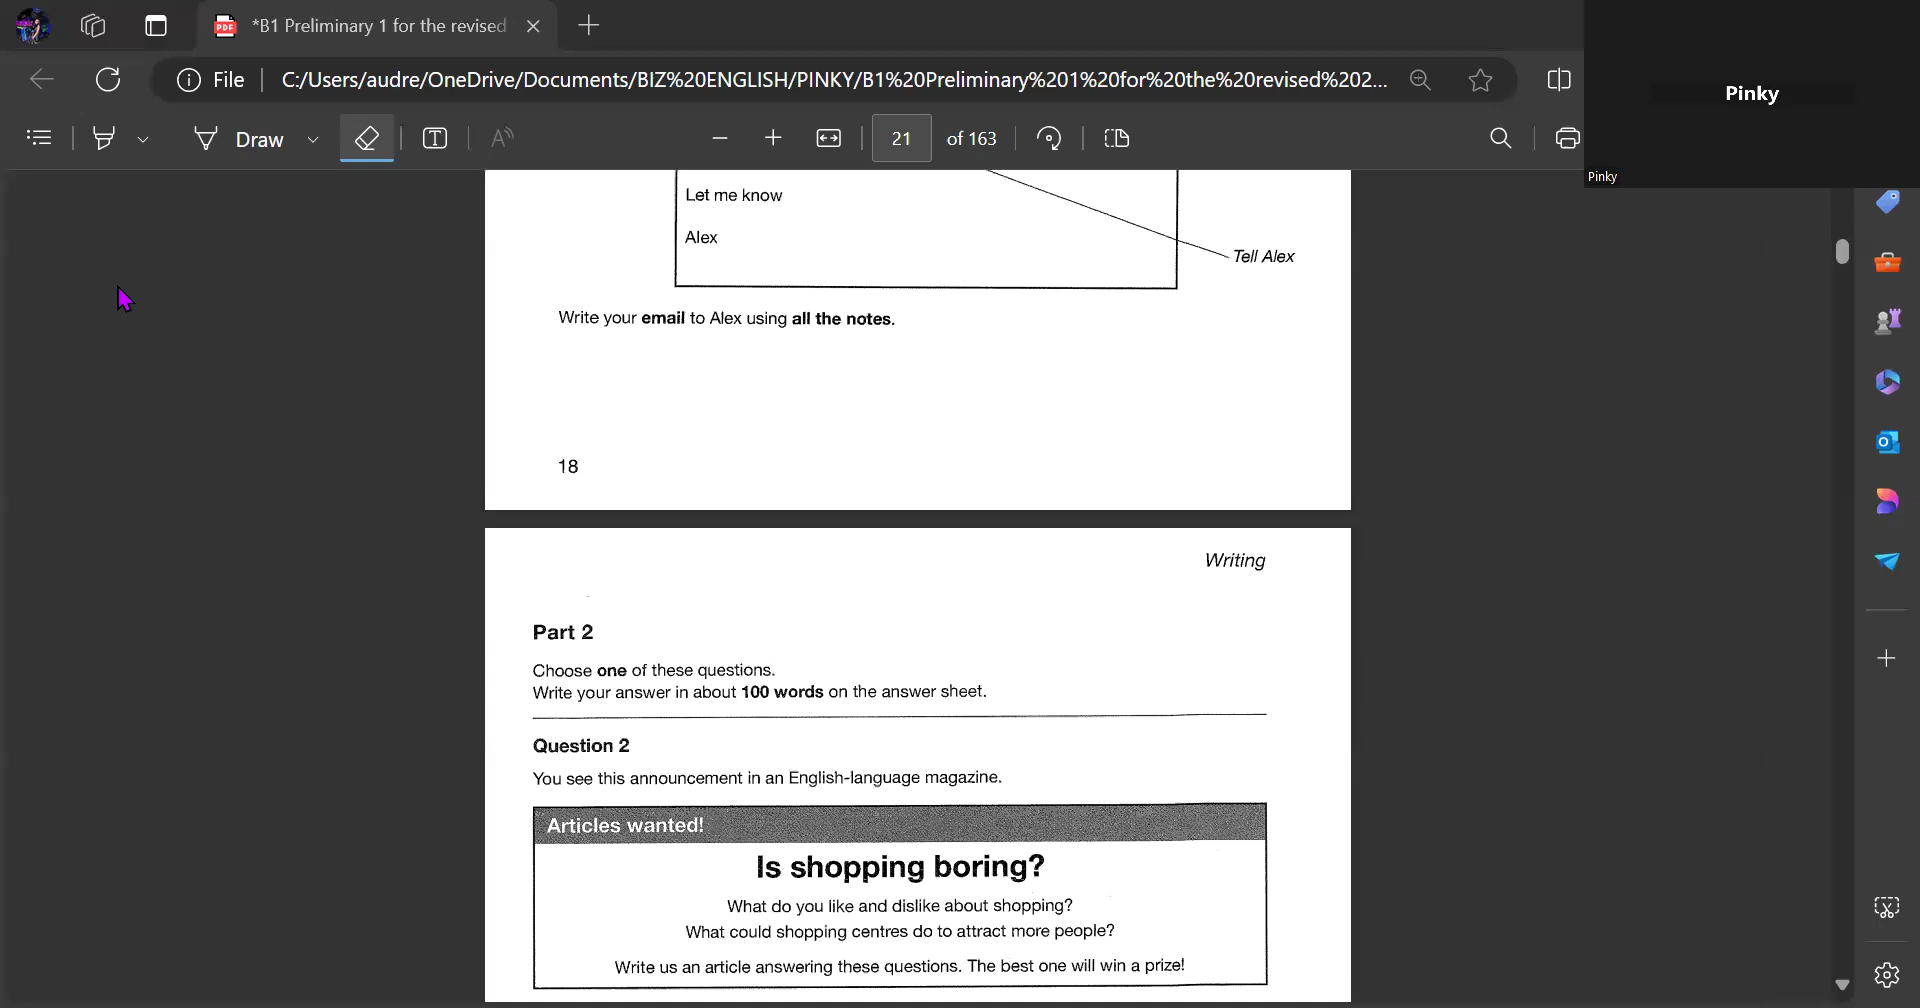 *B1 Preliminary 1 for the revised
File
C:/Users/audre/OneDrive/Documents/BIZ%20ENGLISH/PINKY/B1%20Preliminary%201%20for%20the%20revised%202...
Pinky
Pinky
Draw
21 of 163
Let me know
Alex
Tell Alex
Write your email to Alex using all the notes.
18
Writing
Part 2
Choose one of these questions.
Write your answer in about 100 words on the answer sheet.
Question 2
You see this announcement in an English-language magazine.
Articles wanted!
Is shopping boring?
What do you like and dislike about shopping?
What could shopping centres do to attract more people?
Write us an article answering these questions. The best one will win a prize!